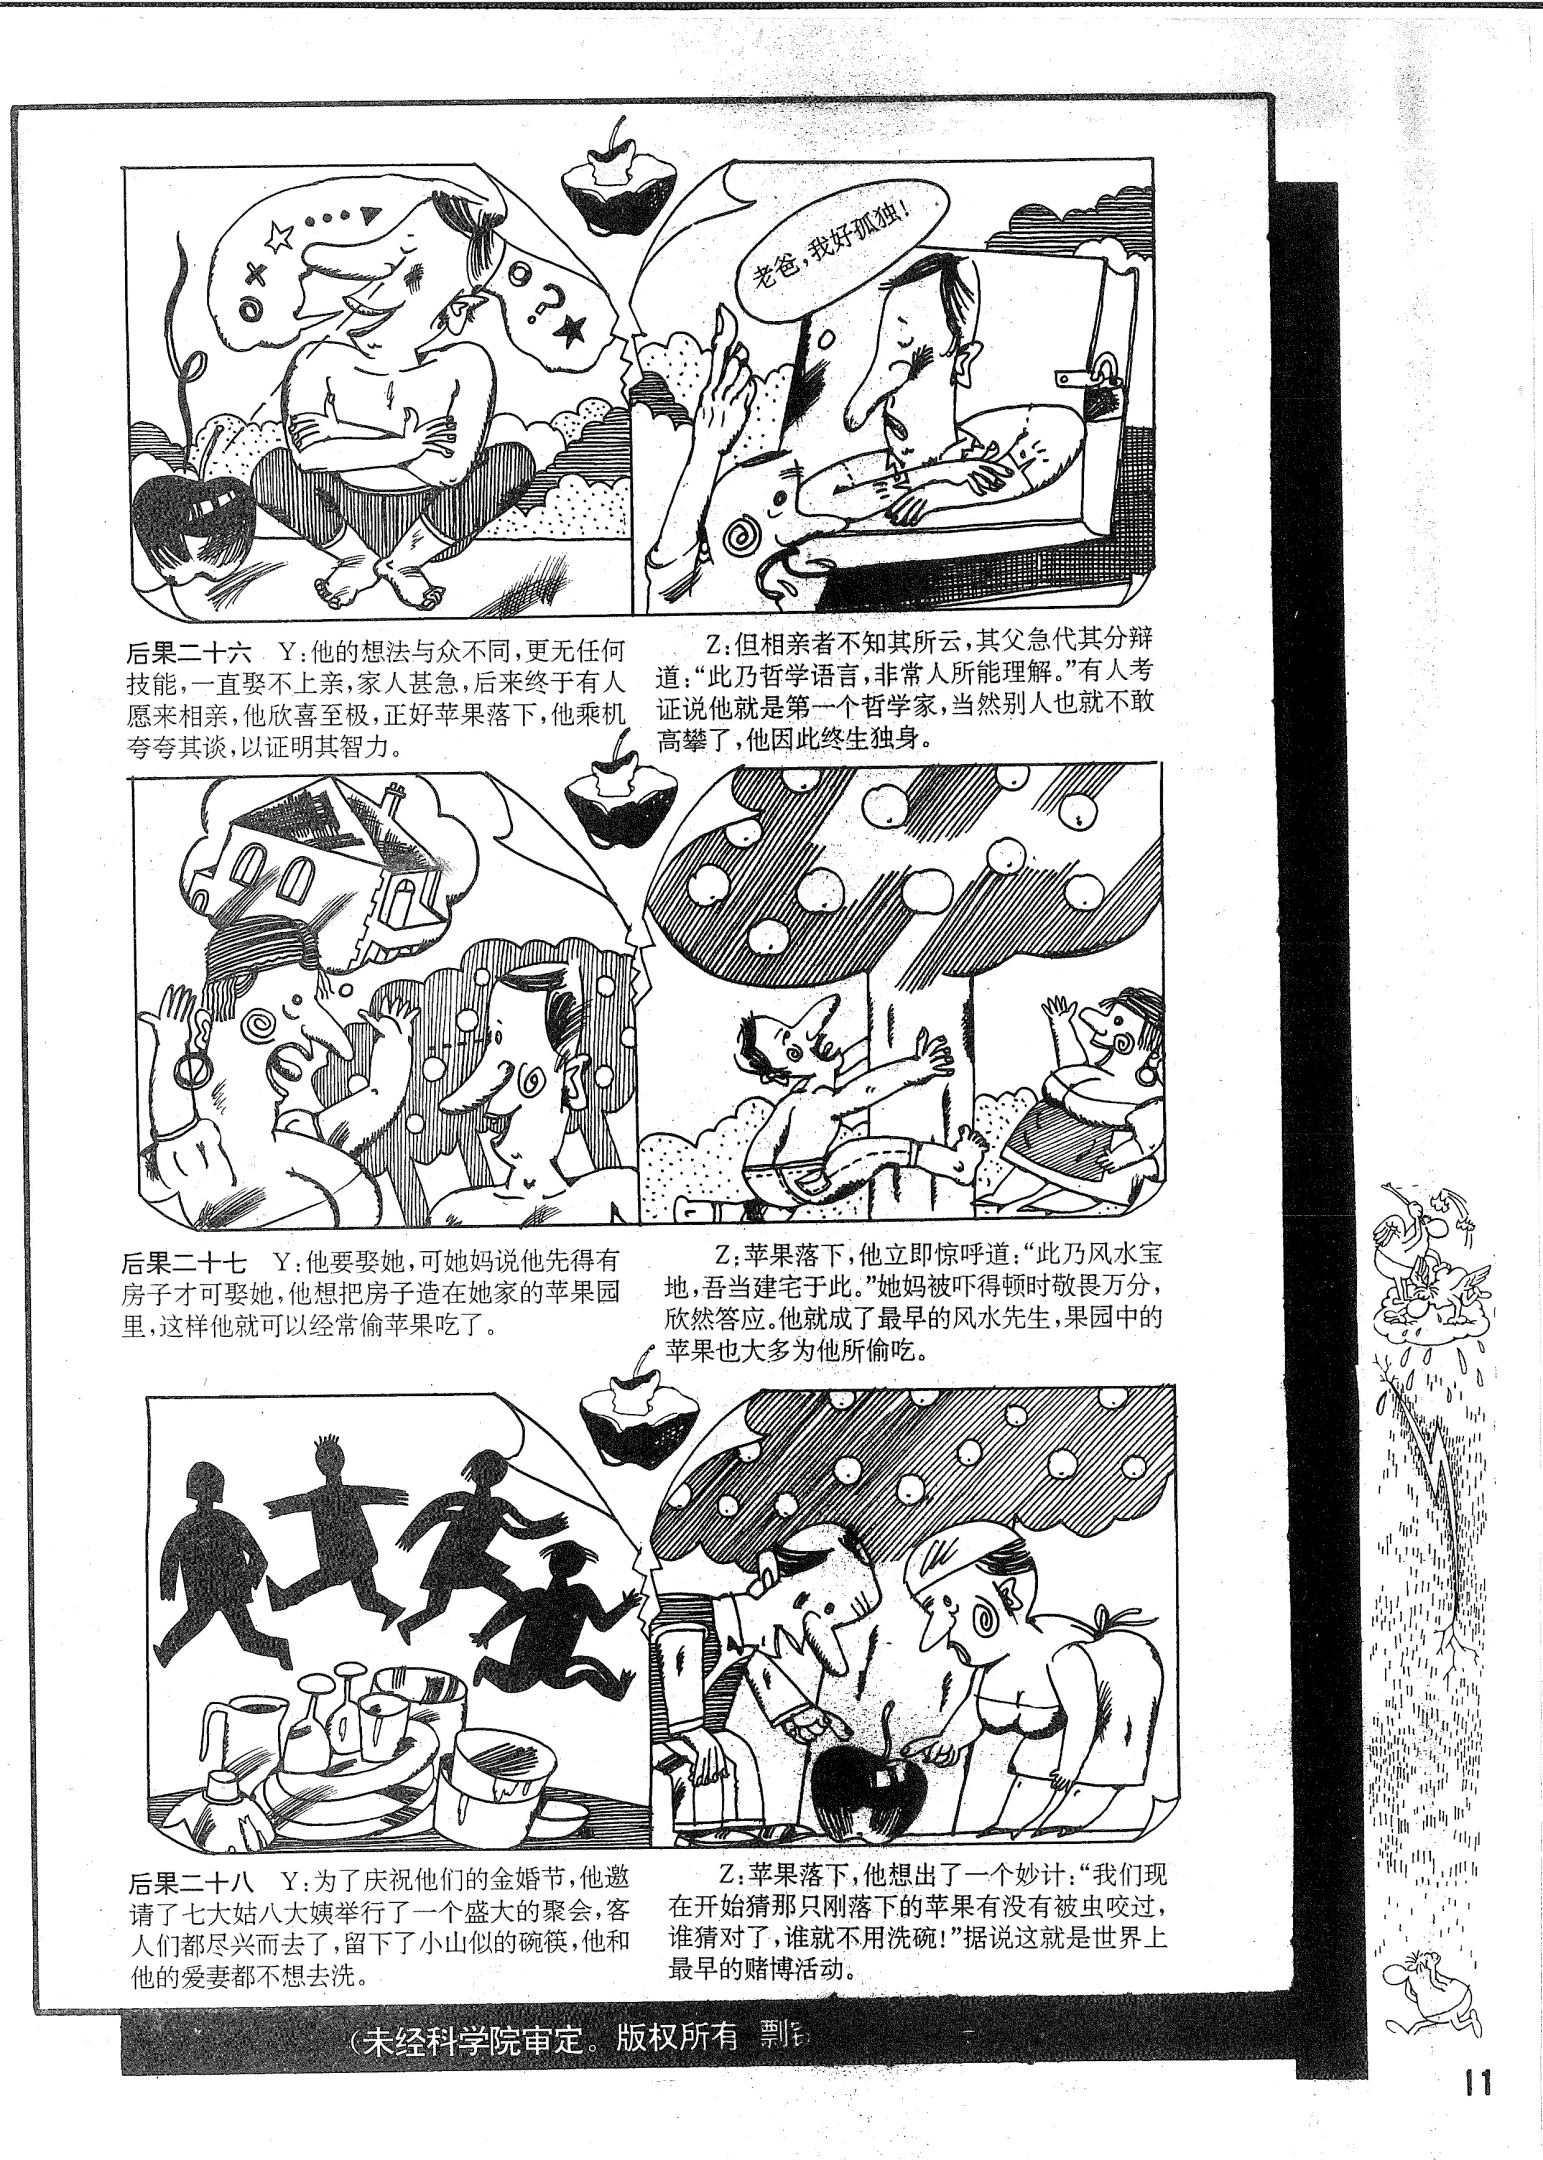 老爸，我好孤独！
后果二十六　Y：他的想法与众不同，更无任何
技能，一直娶不上亲，家人甚急，后来终于有人
愿来相亲，他欣喜至极，正好苹果落下，他乘机
夸夸其谈，以证明其智力。
Z：但相亲者不知其所云，其父急代其分辩
道：“此乃哲学语言，非常人所能理解。”有人考
证说他就是第一个哲学家，当然别人也就不敢
高攀了，他因此终生独身。
后果二十七　Y：他要娶她，可她妈说他先得有
房子才可娶她，他想把房子造在她家的苹果园
里，这样他就可以经常偷苹果吃了。
Z：苹果落下，他立即惊呼道：“此乃风水宝
地，吾当建宅于此。”她妈被吓得顿时敬畏万分，
欣然答应。他就成了最早的风水先生，果园中的
苹果也大多为他所偷吃。
后果二十八　Y：为了庆祝他们的金婚节，他邀
请了七大姑八大姨举行了一个盛大的聚会，客
人们都尽兴而去了，留下了小山似的碗筷，他和
他的爱妻都不想去洗。
Z：苹果落下，他想出了一个妙计：“我们现
在开始猜那只刚落下的苹果有没有被虫咬过，
谁猜对了，谁就不用洗碗！”据说这就是世界上
最早的赌博活动。
（未经科学院审定。版权所有 剽
11